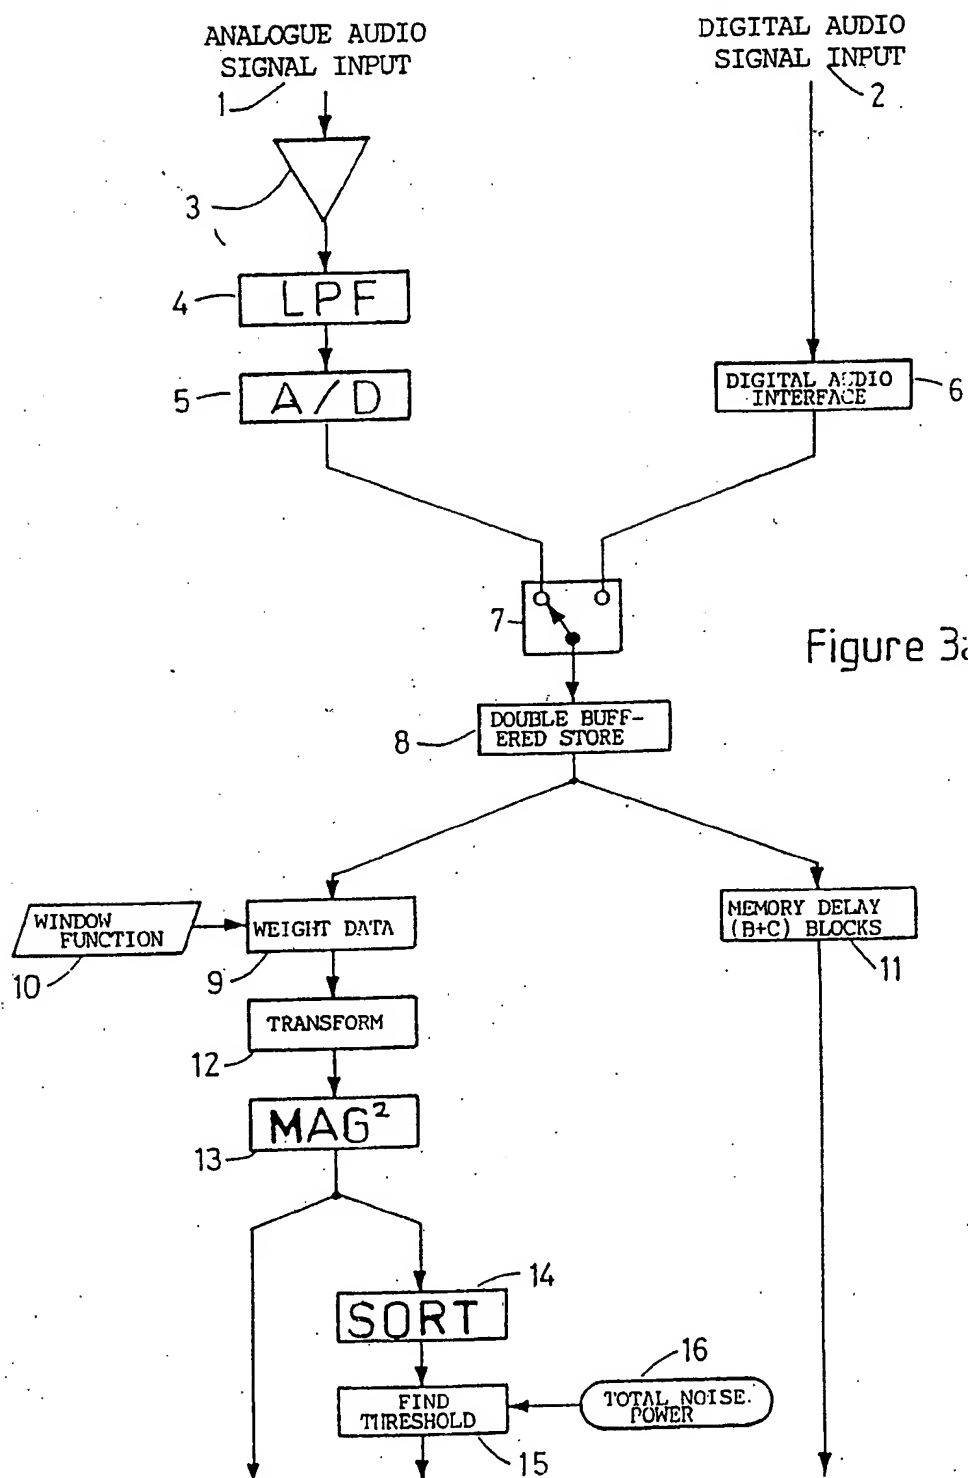 ANALOGUE AUDIO
SIGNAL INPUT
1
DIGITAL AUDIO
SIGNAL INPUT
2
3
4
LPF
5
A/D
DIGITAL AUDIO
INTERFACE
6
7
Figure 3a
8
DOUBLE BUFF-
ERED STORE
WINDOW
FUNCTION
10
WEIGHT DATA
9
MEMORY DELAY
(B+C) BLOCKS
11
TRANSFORM
12
MAG²
13
14
SORT
16
FIND
THRESHOLD
15
TOTAL NOISE
POWER